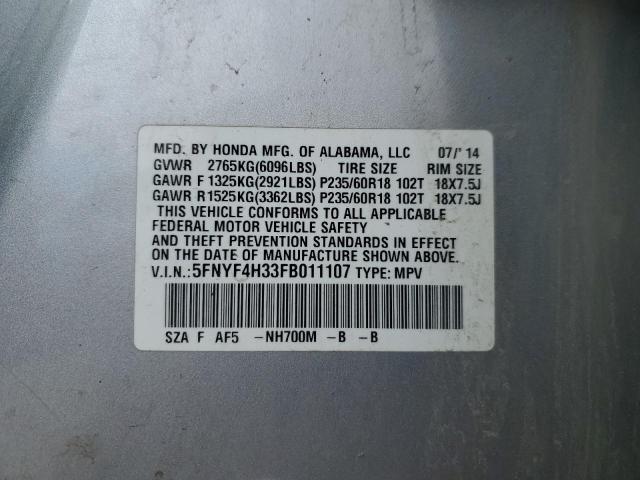 MFD. BY HONDA MFG. OF ALABAMA, LLC 07/'14
GVWR 2765KG(6096LBS) TIRE SIZE RIM SIZE
GAWR F 1325KG(2921LBS) P235/60R18 102T 18X7.5J
GAWR R 1525KG(3362LBS) P235/60R18 102T 18X7.5J
THIS VEHICLE CONFORMS TO ALL APPLICABLE
FEDERAL MOTOR VEHICLE SAFETY
AND THEFT PREVENTION STANDARDS IN EFFECT
ON THE DATE OF MANUFACTURE SHOWN ABOVE.
V.I.N.:5FNYF4H33FB011107 TYPE: MPV
SZA F AF5 -NH700M -B -B